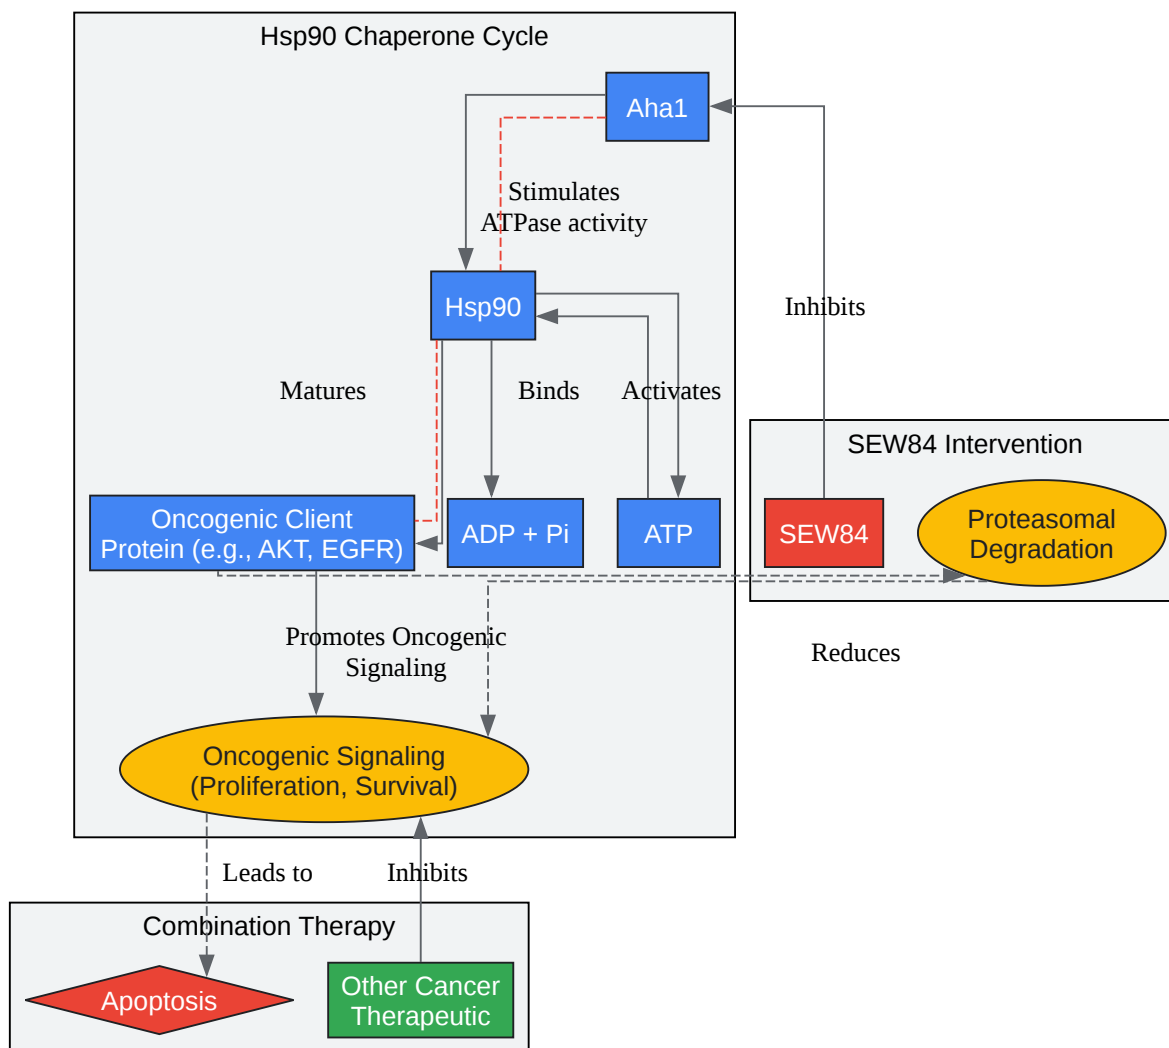 Hsp90 Chaperone Cycle
Aha1
Stimulates
ATPase activity
Hsp90
Inhibits
Matures
Binds
Activates
SEW84 Intervention
Oncogenic Client
Protein (e.g., AKT, EGFR)
ADP + Pi
ATP
SEW84
Proteasomal
Degradation
Promotes Oncogenic
Signaling
Reduces
Oncogenic Signaling
(Proliferation, Survival)
Leads to
Inhibits
Combination Therapy
Apoptosis
Other Cancer
Therapeutic